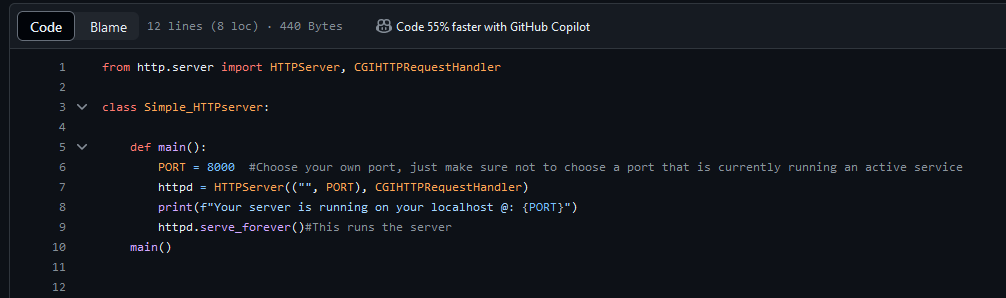 Code Blame 12 lines (8 loc) · 440 Bytes Code 55% faster with GitHub Copilot
1 from http.server import HTTPServer, CGIHTTPRequestHandler
2
3 class Simple_HTTPserver:
4
5 def main():
6 PORT = 8000 #Choose your own port, just make sure not to choose a port that is currently running an active service
7 httpd = HTTPServer(("", PORT), CGIHTTPRequestHandler)
8 print(f"Your server is running on your localhost @: {PORT}")
9 httpd.serve_forever()#This runs the server
10 main()
11
12